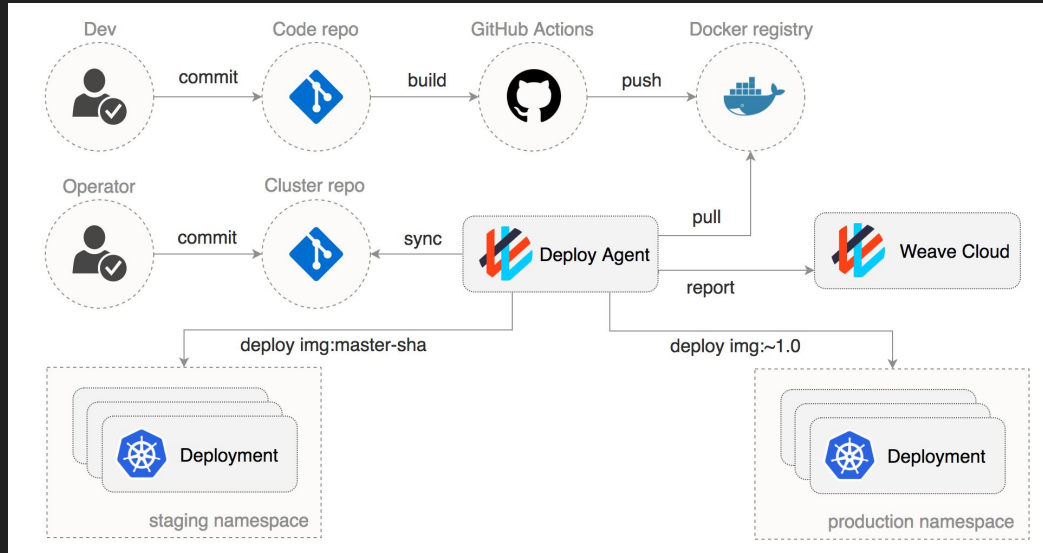 Dev
Code repo
GitHub Actions
Docker registry
commit
build
push
Operator
Cluster repo
commit
sync
Deploy Agent
pull
report
Weave Cloud
deploy img:master-sha
deploy img:~1.0
Deployment
staging namespace
Deployment
production namespace